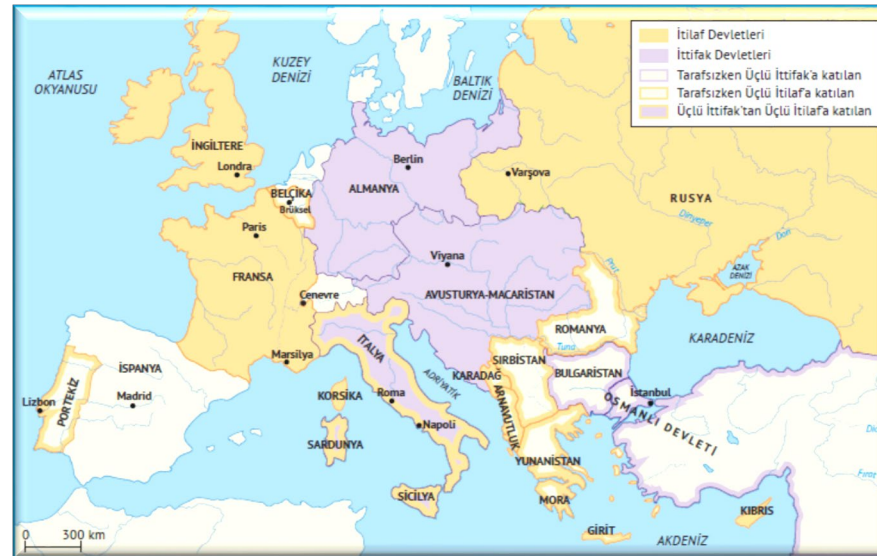 İtilaf Devletleri
İttifak Devletleri
Tarafsızken Üçlü İttifak'a katılan
Tarafsızken Üçlü İtilaf'a katılan
Üçlü İttifak'tan Üçlü İtilaf'a katılan
ATLAS
OKYANUSU
KUZEY
DENİZİ
BALTIK
DENİZİ
İNGİLTERE
Londra
Berlin
ALMANYA
Varşova
RUSYA
BELÇİKA
Brüksel
Dinyeper
Don
Paris
Viyana
Prut
AZAK
DENİZİ
FRANSA
Cenevre
AVUSTURYA-MACARİSTAN
ROMANYA
Tuna
KARADENİZ
Marsilya
İTALYA
SIRBİSTAN
BULGARİSTAN
İSPANYA
Madrid
Lizbon
PORTEKİZ
KORSİKA
Roma
ADRİYATİK
KARADAĞ
ARNAVUTLUK
İstanbul
OSMANLI DEVLETİ
SARDUNYA
Napoli
YUNANİSTAN
SİCİLYA
MORA
GİRİT
KIBRIS
AKDENİZ
0 300 km